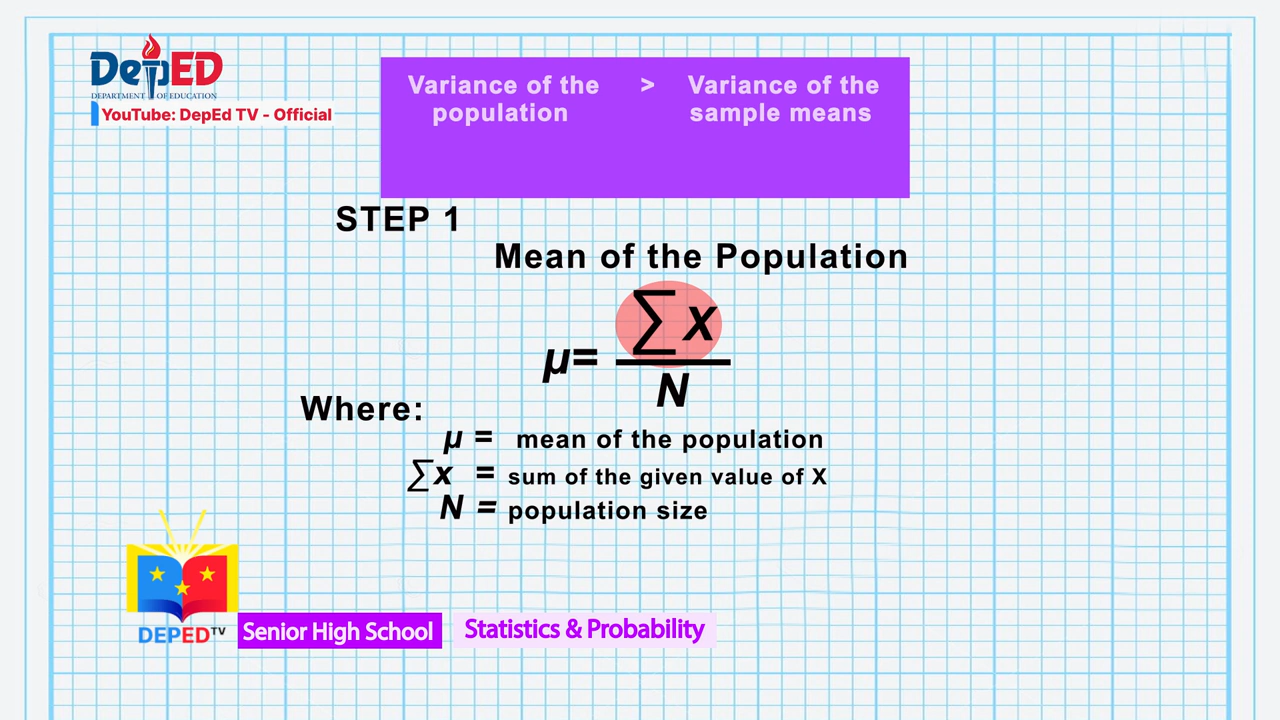 DepED
DEPARTMENT OF EDUCATION
YouTube: DepEd TV - Official
Variance of the population > Variance of the sample means
STEP 1
Mean of the Population
μ= ∑x / N
Where:
μ = mean of the population
∑x = sum of the given value of X
N = population size
DEPED TV
Senior High School
Statistics & Probability